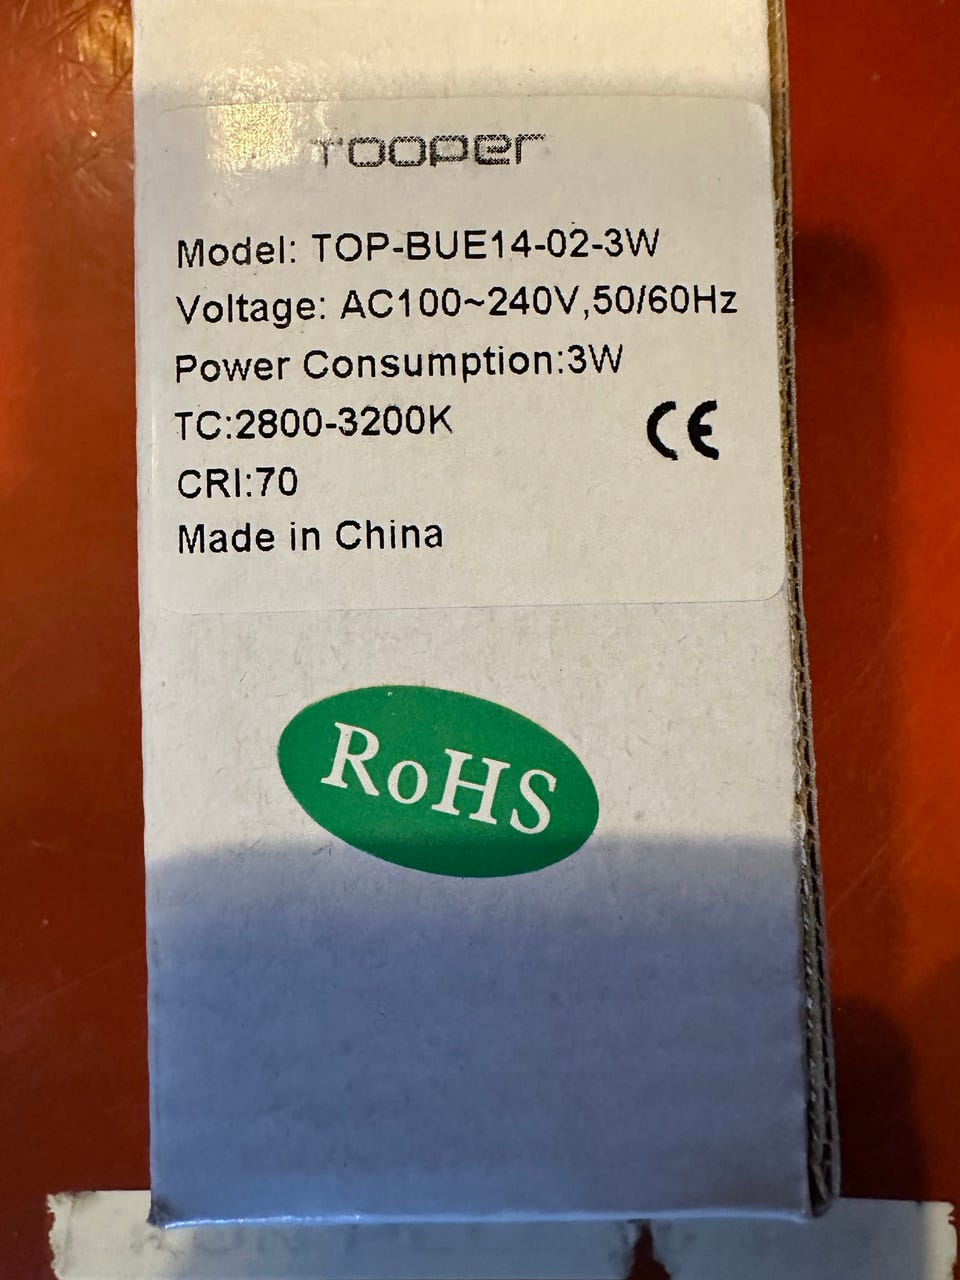 TOOPER
Model: TOP-BUE14-02-3W
Voltage: AC100~240V,50/60Hz
Power Consumption:3W
TC:2800-3200K
CE
CRI:70
Made in China
RoHS